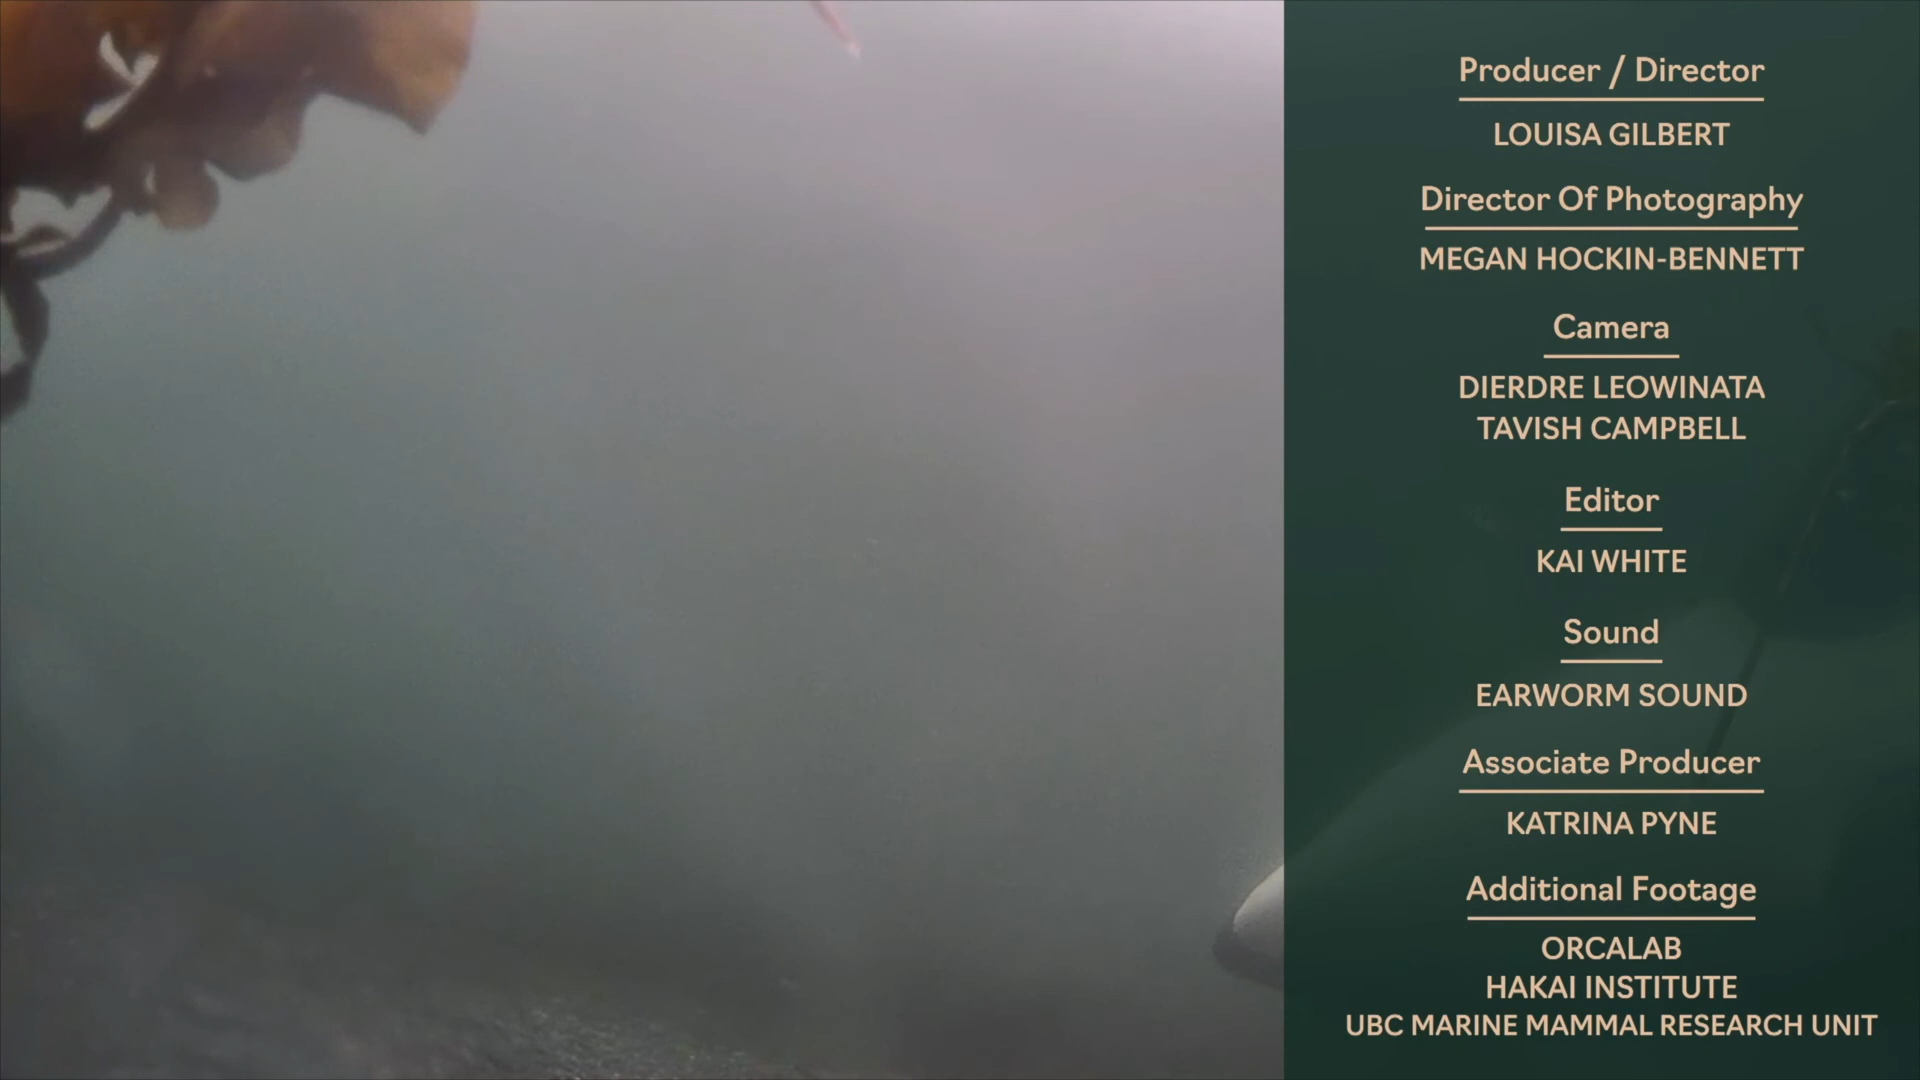 Producer / Director
LOUISA GILBERT
Director Of Photography
MEGAN HOCKIN-BENNETT
Camera
DIERDRE LEOWINATA
TAVISH CAMPBELL
Editor
KAI WHITE
Sound
EARWORM SOUND
Associate Producer
KATRINA PYNE
Additional Footage
ORCALAB
HAKAI INSTITUTE
UBC MARINE MAMMAL RESEARCH UNIT